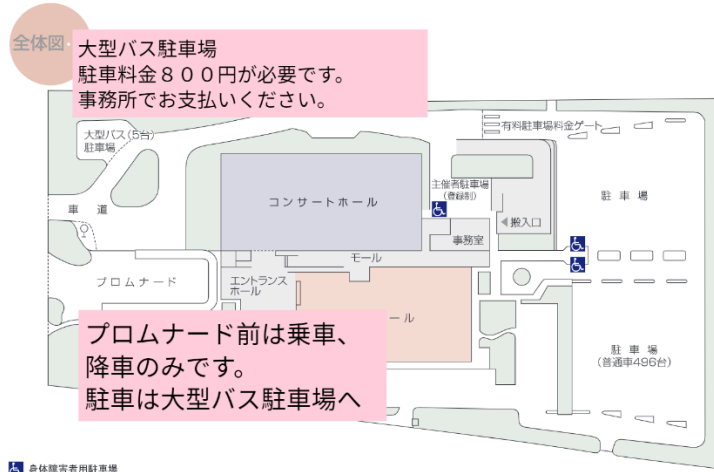 全体図
大型バス駐車場
駐車料金８００円が必要です。
事務所でお支払いください。
大型バス(5台)
駐車場
有料駐車場料金ゲート
コンサートホール
主催者駐車場
(登録制)
駐車場
車道
搬入口
事務室
モール
プロムナード
エントランス
ホール
ール
プロムナード前は乗車、
降車のみです。
駐車は大型バス駐車場へ
駐車場
(普通車496台)
身体障害者用駐車場